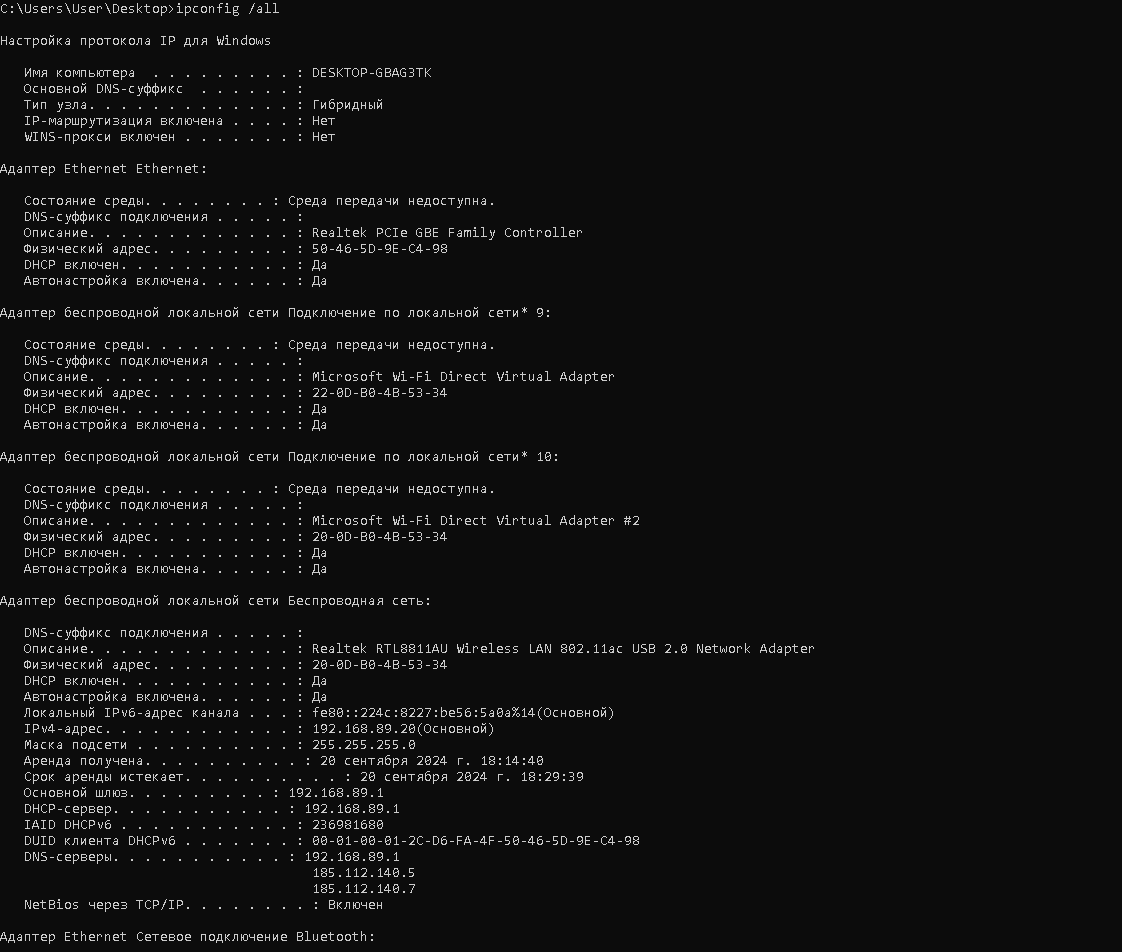 C:\Users\User\Desktop>ipconfig /all
Настройка протокола IP для Windows
Имя компьютера  . . . . . . . . . : DESKTOP-GBAG3TK
Основной DNS-суффикс  . . . . . . :
Тип узла. . . . . . . . . . . . . : Гибридный
IP-маршрутизация включена . . . . : Нет
WINS-прокси включен . . . . . . . : Нет
Адаптер Ethernet Ethernet:
Состояние среды. . . . . . . . : Среда передачи недоступна.
DNS-суффикс подключения . . . . . :
Описание. . . . . . . . . . . . . : Realtek PCIe GBE Family Controller
Физический адрес. . . . . . . . . : 50-46-5D-9E-C4-98
DHCP включен. . . . . . . . . . . : Да
Автонастройка включена. . . . . . : Да
Адаптер беспроводной локальной сети Подключение по локальной сети* 9:
Состояние среды. . . . . . . . : Среда передачи недоступна.
DNS-суффикс подключения . . . . . :
Описание. . . . . . . . . . . . . : Microsoft Wi-Fi Direct Virtual Adapter
Физический адрес. . . . . . . . . : 22-0D-B0-4B-53-34
DHCP включен. . . . . . . . . . . : Да
Автонастройка включена. . . . . . : Да
Адаптер беспроводной локальной сети Подключение по локальной сети* 10:
Состояние среды. . . . . . . . : Среда передачи недоступна.
DNS-суффикс подключения . . . . . :
Описание. . . . . . . . . . . . . : Microsoft Wi-Fi Direct Virtual Adapter #2
Физический адрес. . . . . . . . . : 20-0D-B0-4B-53-34
DHCP включен. . . . . . . . . . . : Да
Автонастройка включена. . . . . . : Да
Адаптер беспроводной локальной сети Беспроводная сеть:
DNS-суффикс подключения . . . . . :
Описание. . . . . . . . . . . . . : Realtek RTL8811AU Wireless LAN 802.11ac USB 2.0 Network Adapter
Физический адрес. . . . . . . . . : 20-0D-B0-4B-53-34
DHCP включен. . . . . . . . . . . : Да
Автонастройка включена. . . . . . : Да
Локальный IPv6-адрес канала . . . : fe80::224c:8227:be56:5a0a%14(Основной)
IPv4-адрес. . . . . . . . . . . . : 192.168.89.20(Основной)
Маска подсети . . . . . . . . . . : 255.255.255.0
Аренда получена. . . . . . . . . . : 20 сентября 2024 г. 18:14:40
Срок аренды истекает. . . . . . . . . . : 20 сентября 2024 г. 18:29:39
Основной шлюз. . . . . . . . . : 192.168.89.1
DHCP-сервер. . . . . . . . . . . : 192.168.89.1
IAID DHCPv6 . . . . . . . . . . . : 236981680
DUID клиента DHCPv6 . . . . . . . : 00-01-00-01-2C-D6-FA-4F-50-46-5D-9E-C4-98
DNS-серверы. . . . . . . . . . . : 192.168.89.1
185.112.140.5
185.112.140.7
NetBios через TCP/IP. . . . . . . . : Включен
Адаптер Ethernet Сетевое подключение Bluetooth: